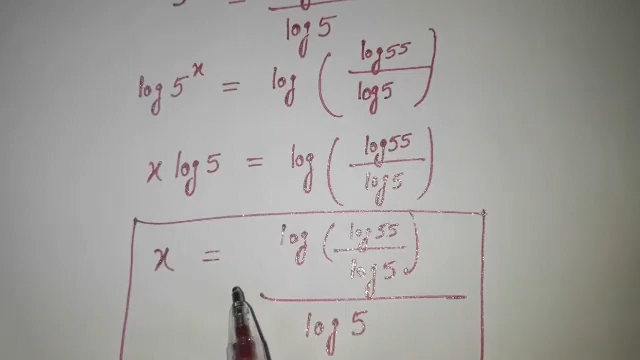 log 5
log 5^x = log (log 55 / log 5)
x log 5 = log (log 55 / log 5)
x = log (log 55 / log 5) / log 5